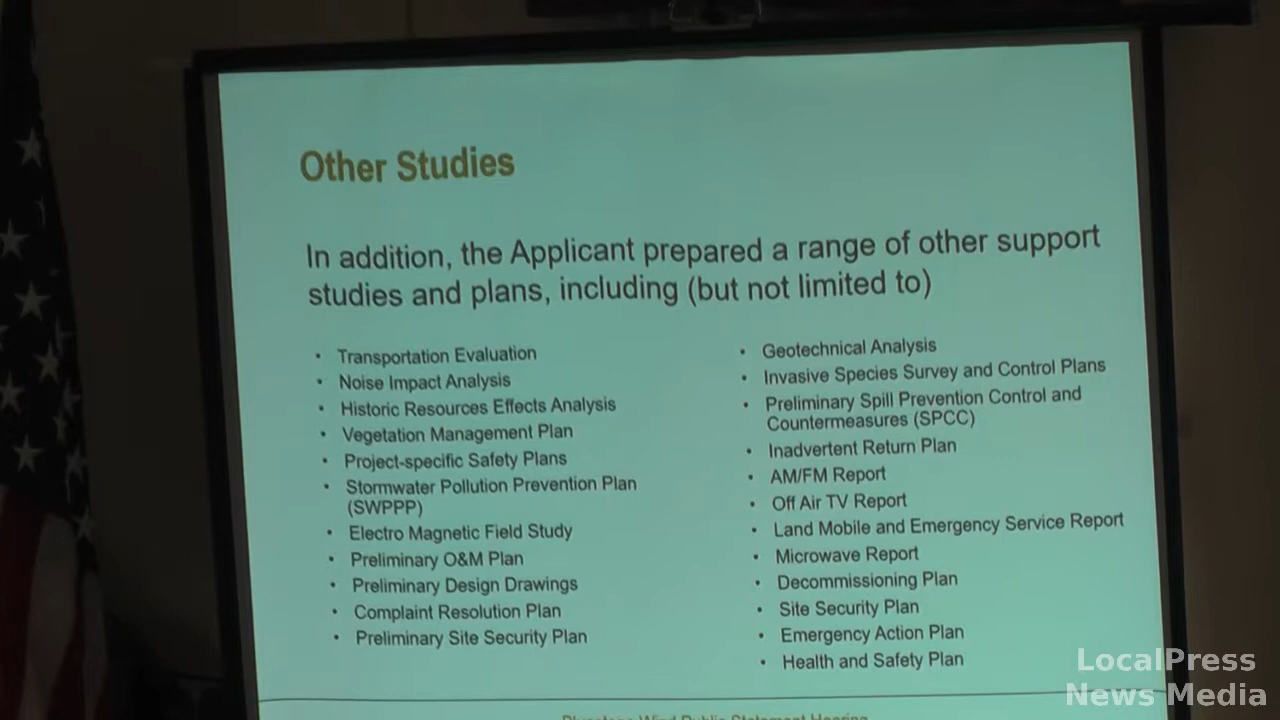 Other Studies
In addition, the Applicant prepared a range of other support
studies and plans, including (but not limited to)
• Transportation Evaluation
• Noise Impact Analysis
• Historic Resources Effects Analysis
• Vegetation Management Plan
• Project-specific Safety Plans
• Stormwater Pollution Prevention Plan
(SWPPP)
• Electro Magnetic Field Study
• Preliminary O&M Plan
• Preliminary Design Drawings
• Complaint Resolution Plan
• Preliminary Site Security Plan
• Geotechnical Analysis
• Invasive Species Survey and Control Plans
• Preliminary Spill Prevention Control and
Countermeasures (SPCC)
• Inadvertent Return Plan
• AM/FM Report
• Off Air TV Report
• Land Mobile and Emergency Service Report
• Microwave Report
• Decommissioning Plan
• Site Security Plan
• Emergency Action Plan
• Health and Safety Plan
Wind Public Statement Hearing
LocalPress
News Media